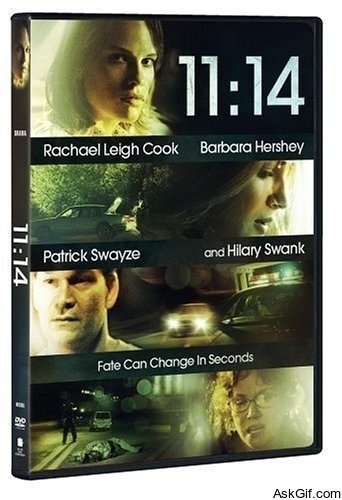 11:14
Rachael Leigh Cook Barbara Hershey
Patrick Swayze and Hilary Swank
Fate Can Change In Seconds
DRAMA
11:14
DVD
AskGif.com